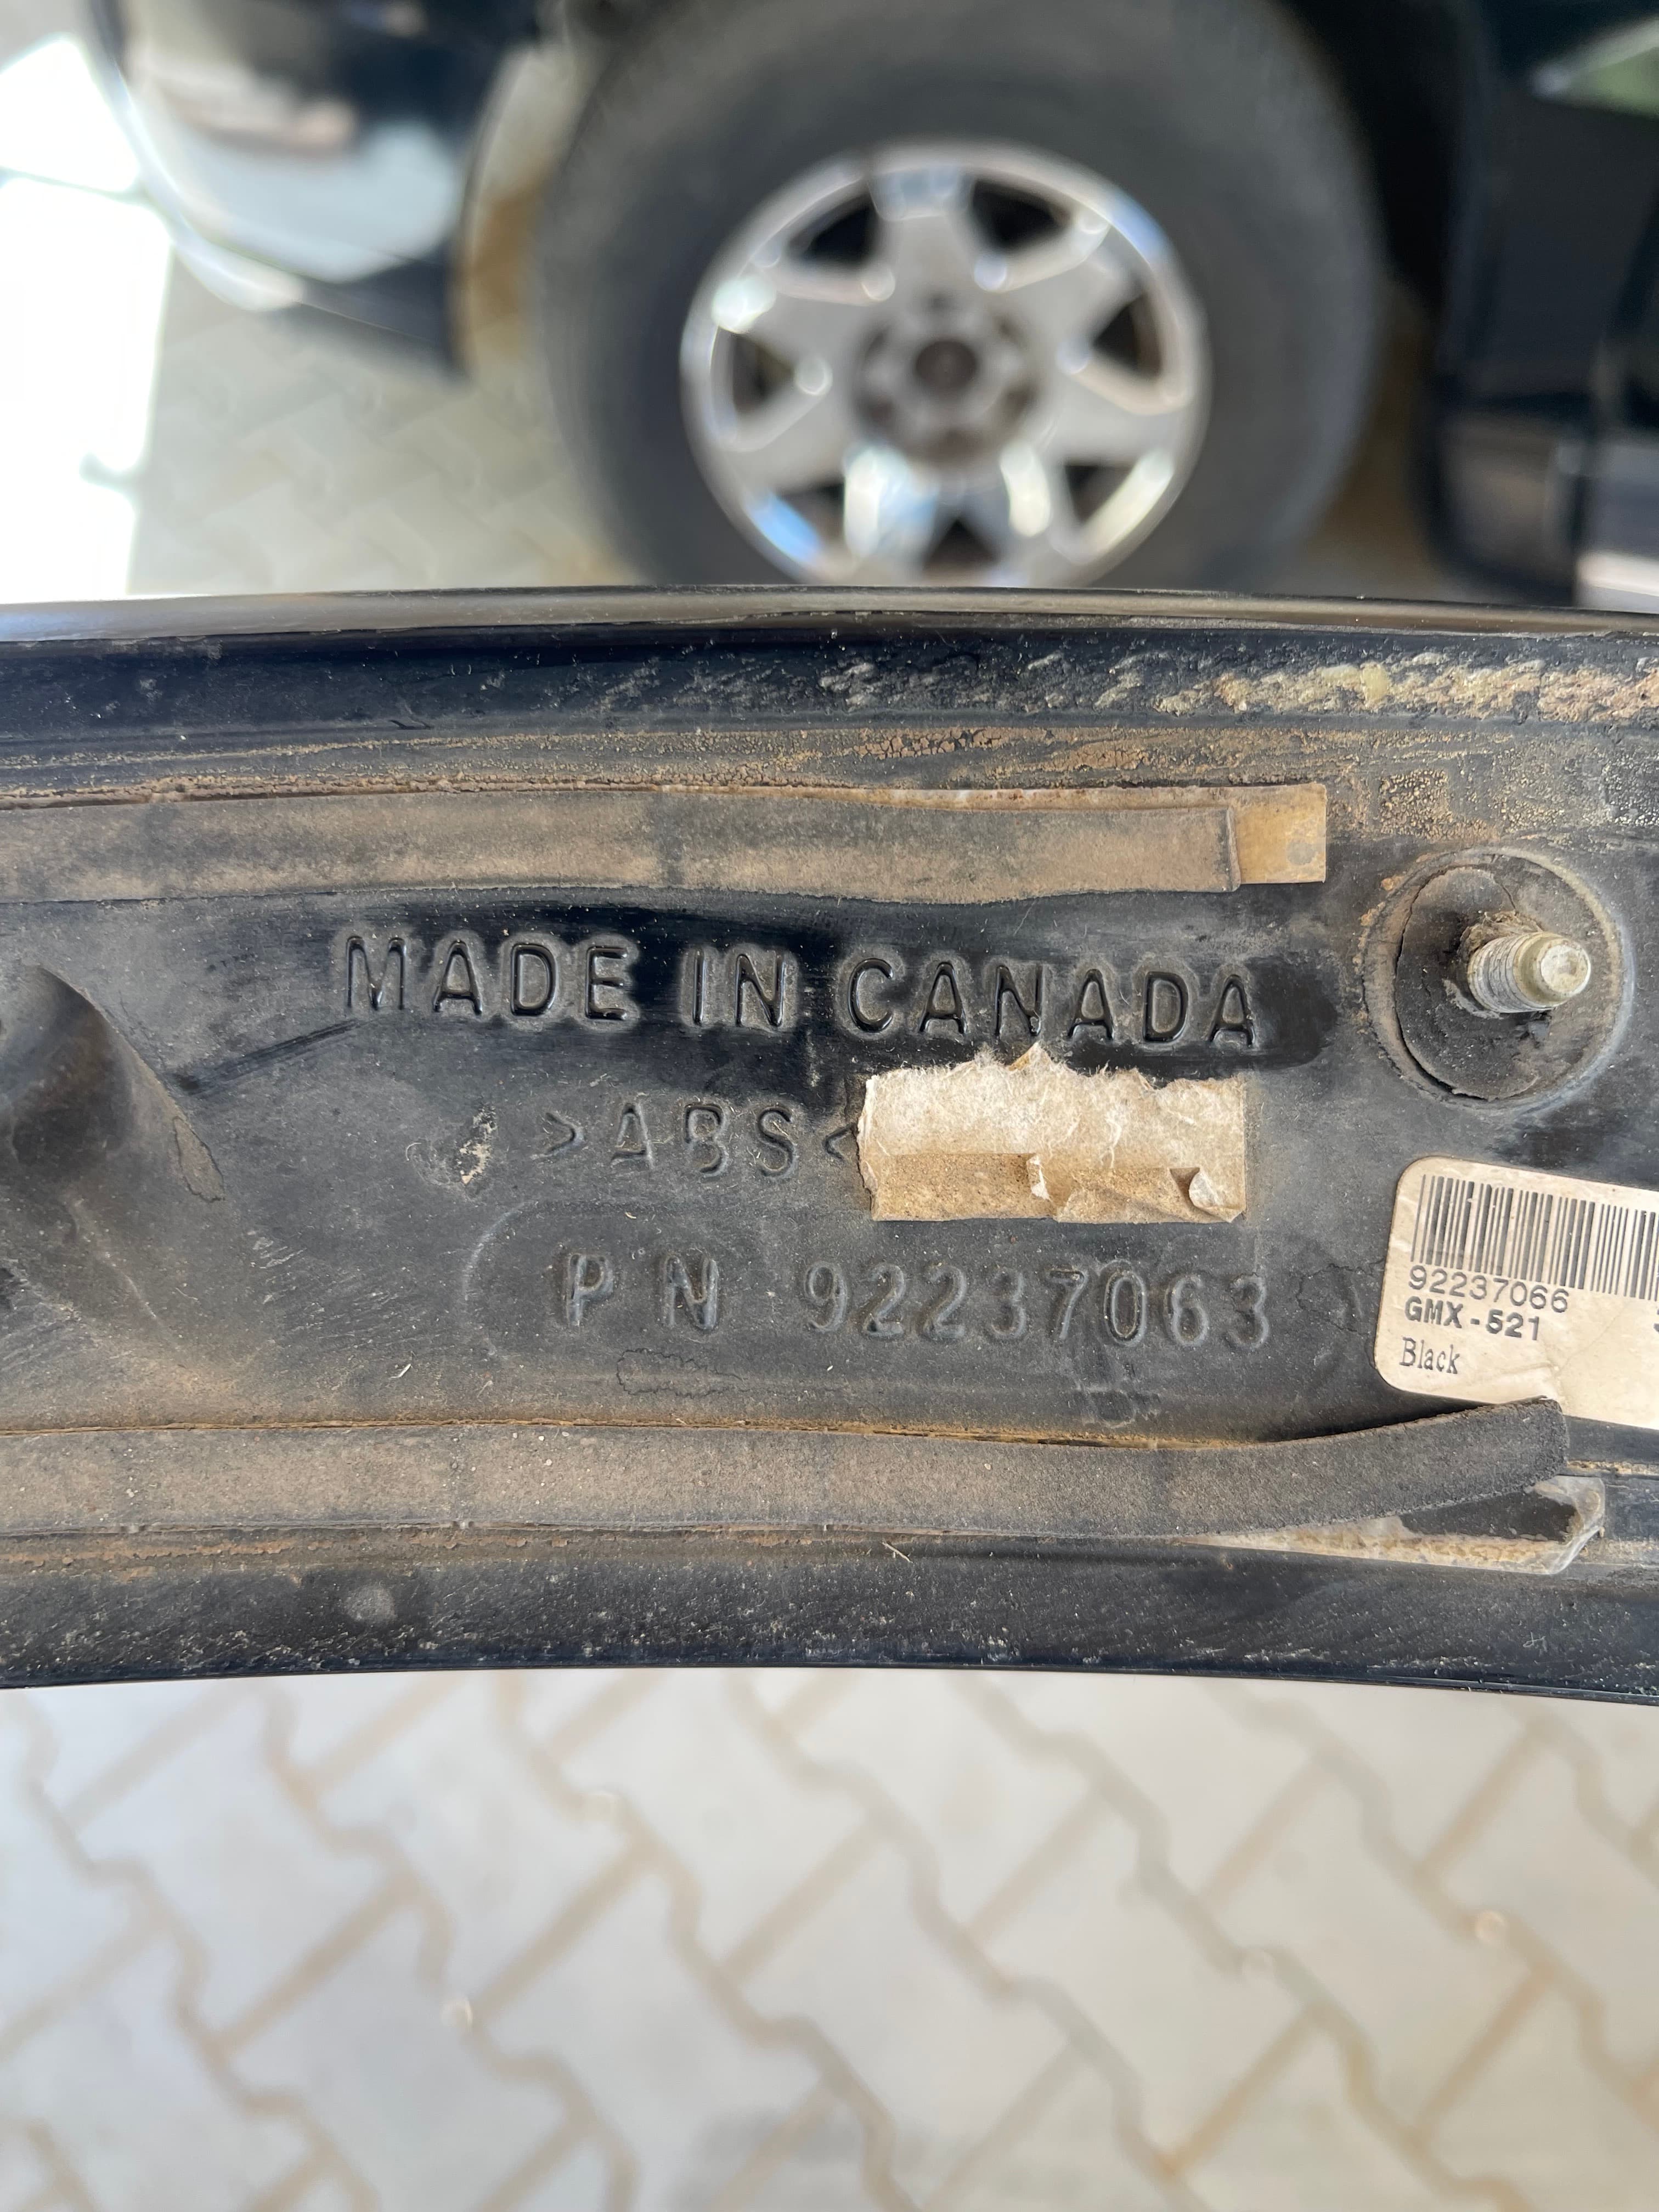 MADE IN CANADA
>ABS<
PN 92237063
92237066
GMX-521
Black